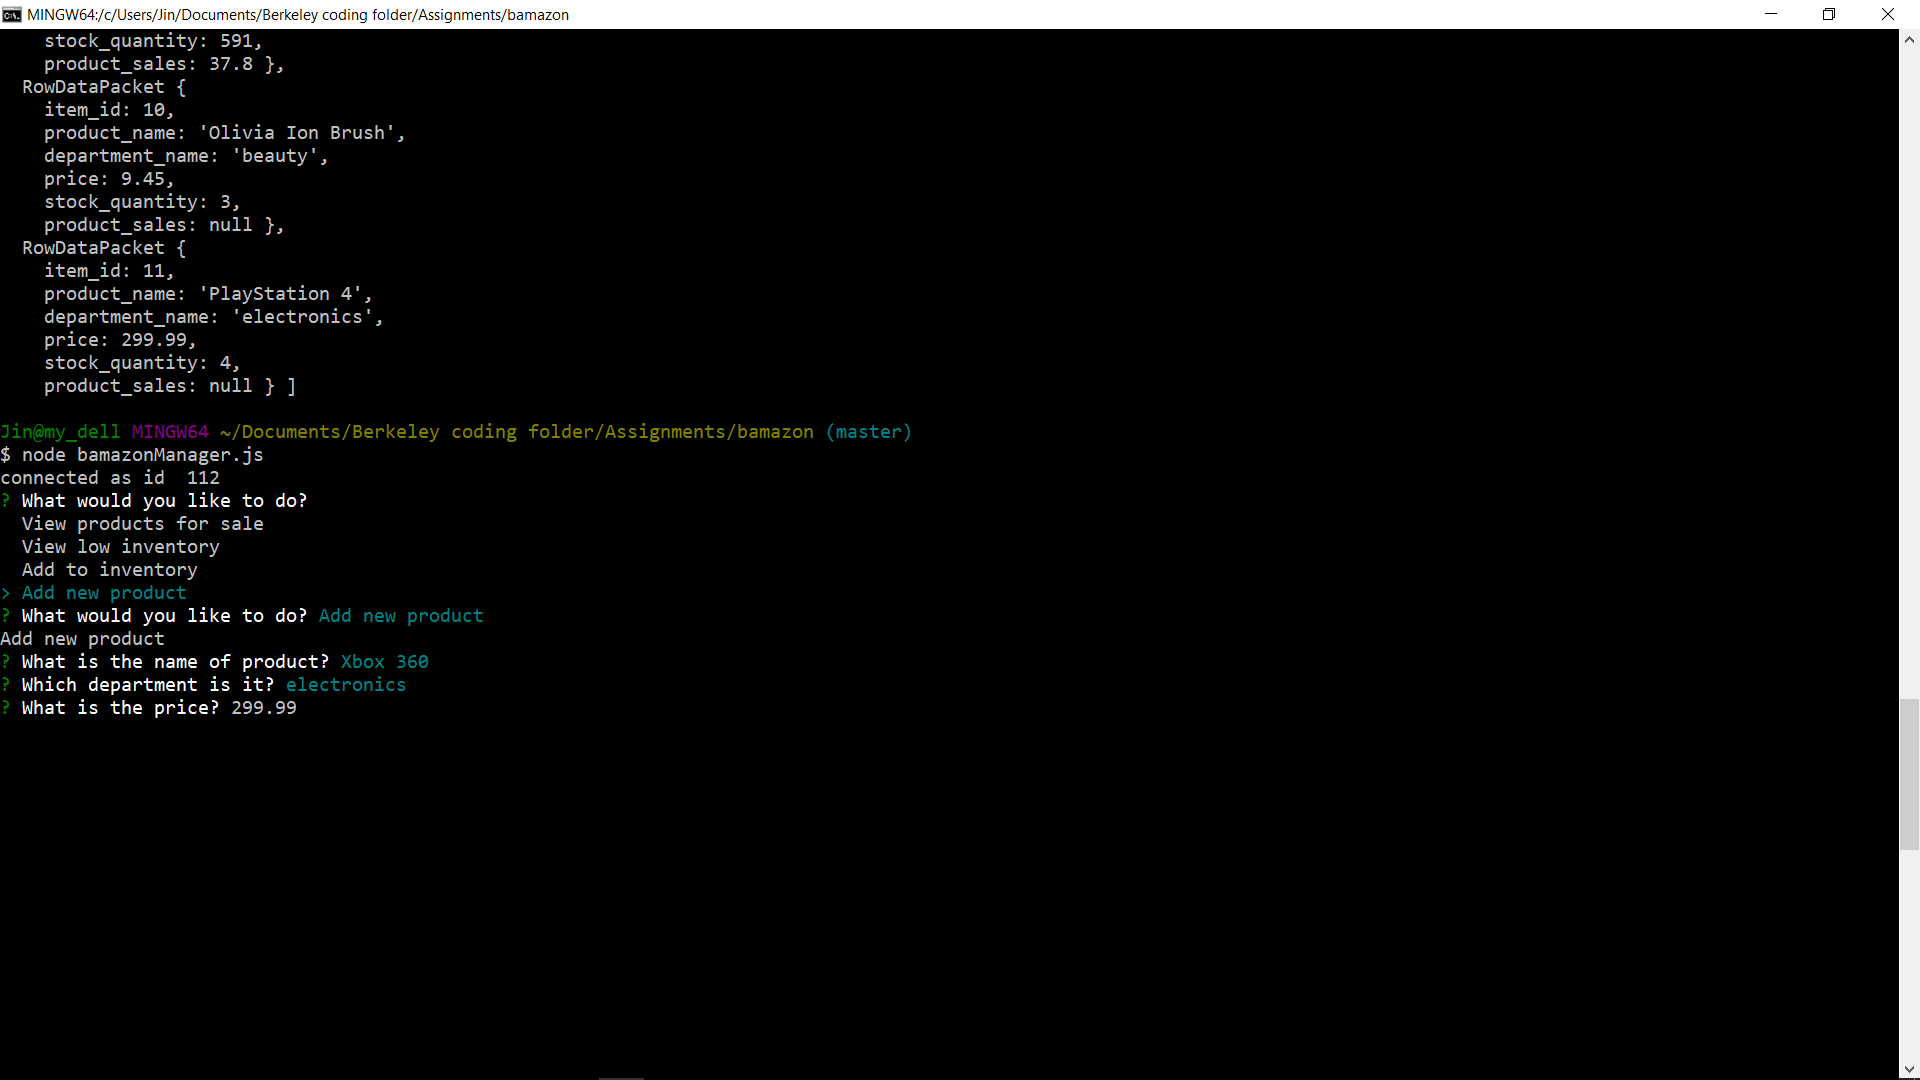 MINGW64:/c/Users/Jin/Documents/Berkeley coding folder/Assignments/bamazon
    stock_quantity: 591,
    product_sales: 37.8 },
  RowDataPacket {
    item_id: 10,
    product_name: 'Olivia Ion Brush',
    department_name: 'beauty',
    price: 9.45,
    stock_quantity: 3,
    product_sales: null },
  RowDataPacket {
    item_id: 11,
    product_name: 'PlayStation 4',
    department_name: 'electronics',
    price: 299.99,
    stock_quantity: 4,
    product_sales: null } ]
Jin@my_dell MINGW64 ~/Documents/Berkeley coding folder/Assignments/bamazon (master)
$ node bamazonManager.js
connected as id  112
? What would you like to do?
  View products for sale
  View low inventory
  Add to inventory
> Add new product
? What would you like to do? Add new product
Add new product
? What is the name of product? Xbox 360
? Which department is it? electronics
? What is the price? 299.99